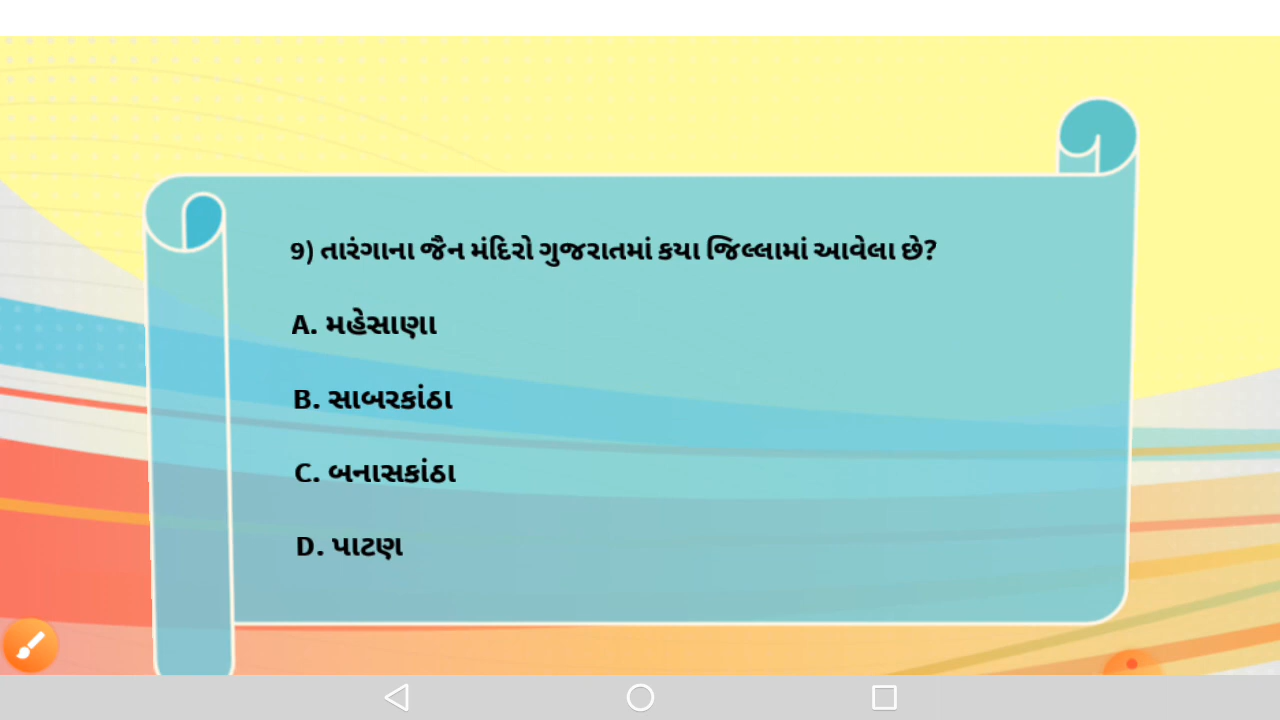 9) તારંગાના જૈન મંદિરો ગુજરાતમાં કયા જિલ્લામાં આવેલા છે?
A. મહેસાણા
B. સાબરકાંઠા
C. બનાસકાંઠા
D. પાટણ